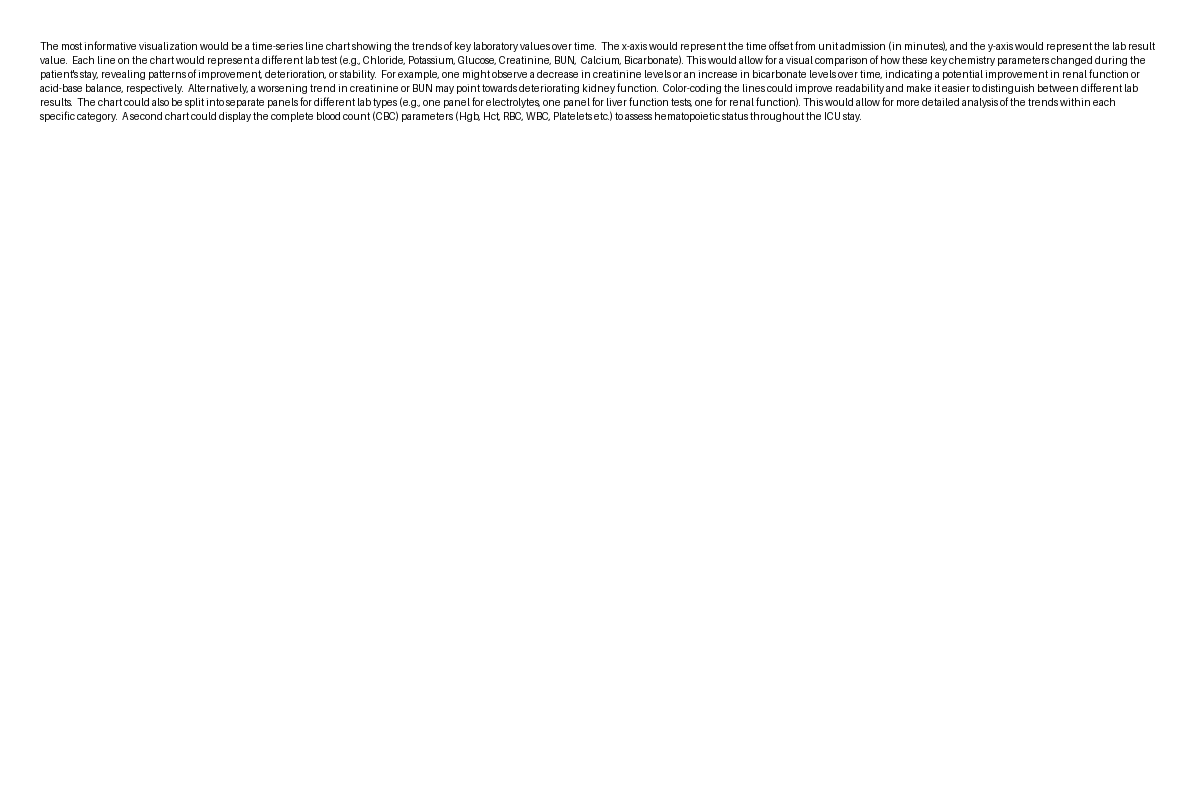 The most informative visualization would be a time-series line chart showing the trends of key laboratory values over time.  The x-axis would represent the time offset from unit admission (in minutes), and the y-axis would represent the lab result
value.  Each line on the chart would represent a different lab test (e.g., Chloride, Potassium, Glucose, Creatinine, BUN,  Calcium, Bicarbonate). This would allow for a visual comparison of how these key chemistry parameters changed during the
patient's stay, revealing patterns of improvement, deterioration, or stability.  For example, one might observe a decrease in creatinine levels or an increase in bicarbonate levels over time, indicating a potential improvement in renal function or
acid-base balance, respectively.  Alternatively, a worsening trend in creatinine or BUN may point towards deteriorating kidney function.  Color-coding the lines could improve readability and make it easier to distinguish between different lab
results.  The chart could also be split into separate panels for different lab types (e.g., one panel for electrolytes, one panel for liver function tests, one for renal function). This would allow for more detailed analysis of the trends within each
specific category.  A second chart could display the complete blood count (CBC) parameters (Hgb, Hct, RBC, WBC, Platelets etc.) to assess hematopoietic status throughout the ICU stay.